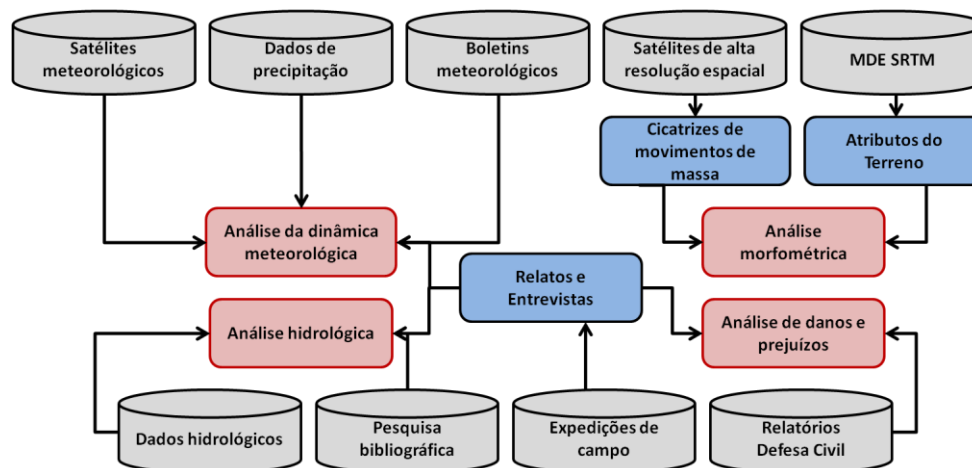 Satélites
meteorológicos
Dados de
precipitação
Boletins
meteorológicos
Satélites de alta
resolução espacial
MDE SRTM
Cicatrizes de
movimentos de
massa
Atributos do
Terreno
Análise da dinâmica
meteorológica
Análise
morfométrica
Relatos e
Entrevistas
Análise hidrológica
Análise de danos e
prejuízos
Dados hidrológicos
Pesquisa
bibliográfica
Expedições de
campo
Relatórios
Defesa Civil